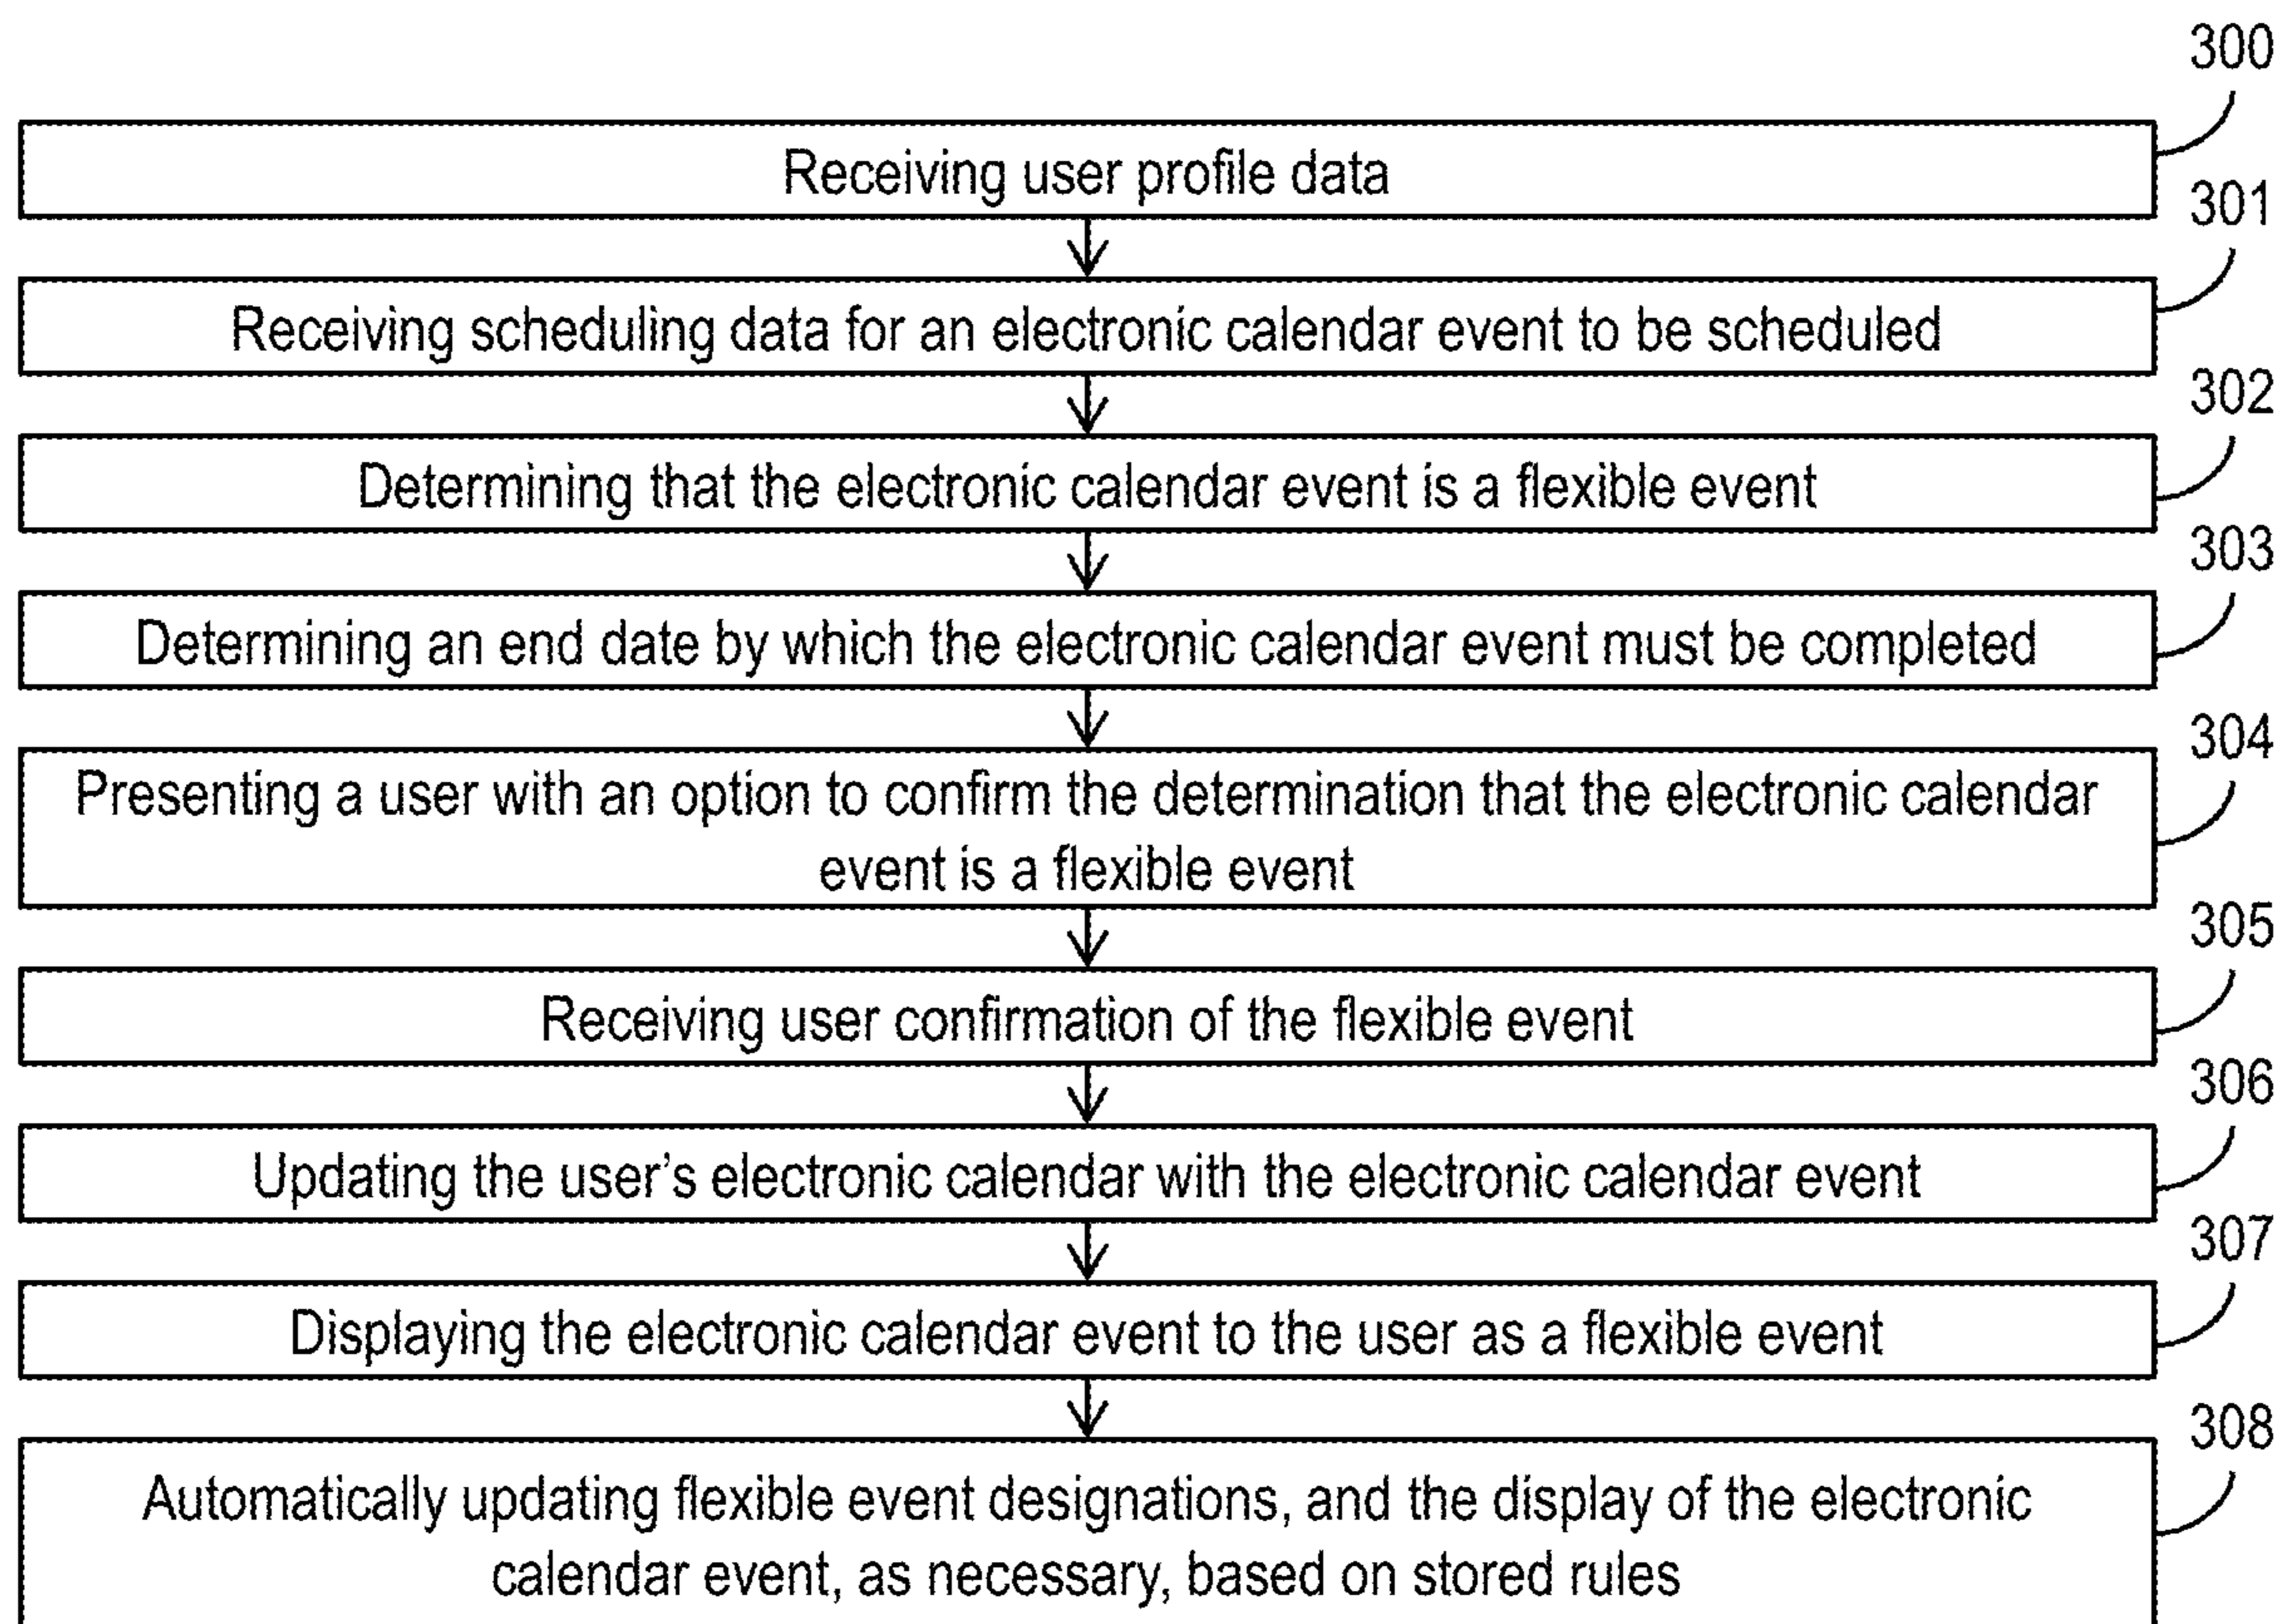 300
Receiving user profile data
301
Receiving scheduling data for an electronic calendar event to be scheduled
302
Determining that the electronic calendar event is a flexible event
303
Determining an end date by which the electronic calendar event must be completed
304
Presenting a user with an option to confirm the determination that the electronic calendar
event is a flexible event
305
Receiving user confirmation of the flexible event
306
Updating the user’s electronic calendar with the electronic calendar event
307
Displaying the electronic calendar event to the user as a flexible event
308
Automatically updating flexible event designations, and the display of the electronic
calendar event, as necessary, based on stored rules